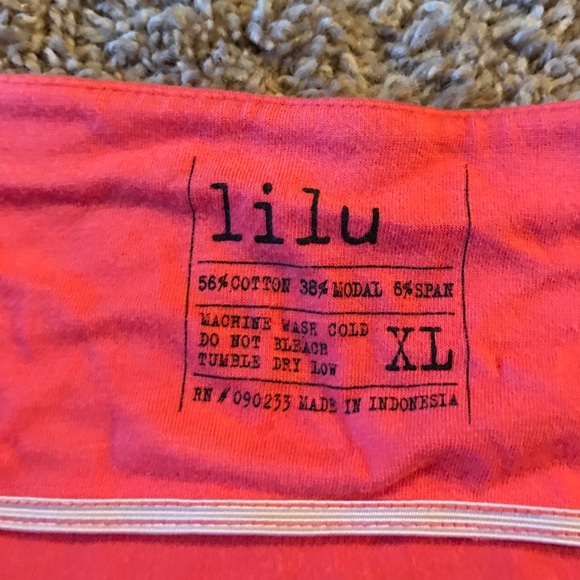 lilu
56% COTTON 38% MODAL 6% SPAN
MACHINE WASH COLD
DO NOT BLEACH
TUMBLE DRY LOW
XL
RN # 090233 MADE IN INDONESIA